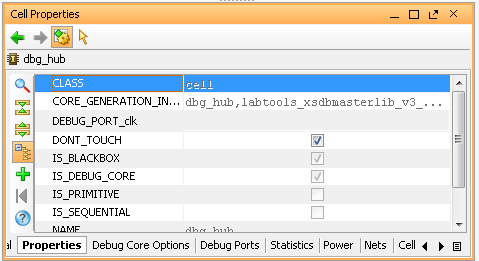 Cell Properties
dbg_hub
CLASS cell
CORE_GENERATION_IN... dbg_hub,labtools_xsdbmasterlib_v3_...
DEBUG_PORT_clk
DONT_TOUCH
IS_BLACKBOX
IS_DEBUG_CORE
IS_PRIMITIVE
IS_SEQUENTIAL
NAME dbg_hub
al Properties Debug Core Options Debug Ports Statistics Power Nets Cell